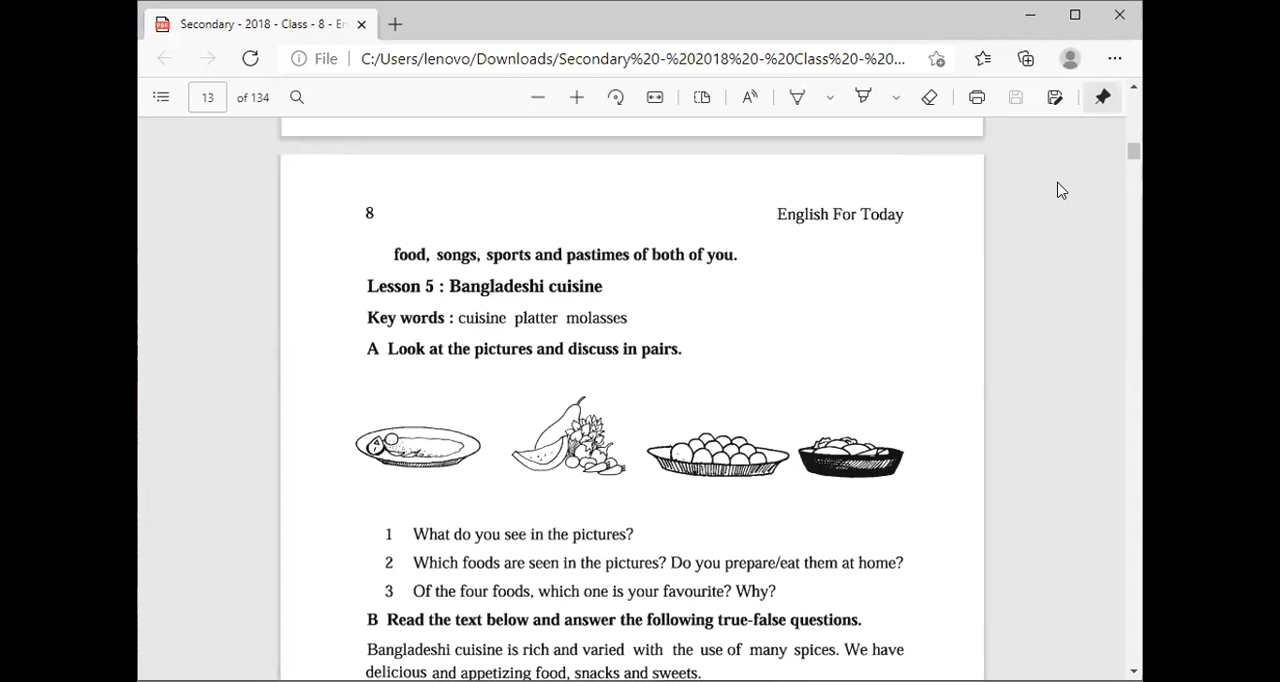 Secondary - 2018 - Class - 8 - En
File C:/Users/lenovo/Downloads/Secondary%20-%202018%20-%20Class%20-%20...
13 of 134
8 English For Today
food, songs, sports and pastimes of both of you.
Lesson 5 : Bangladeshi cuisine
Key words : cuisine platter molasses
A Look at the pictures and discuss in pairs.
1 What do you see in the pictures?
2 Which foods are seen in the pictures? Do you prepare/eat them at home?
3 Of the four foods, which one is your favourite? Why?
B Read the text below and answer the following true-false questions.
Bangladeshi cuisine is rich and varied with the use of many spices. We have
delicious and appetizing food, snacks and sweets.